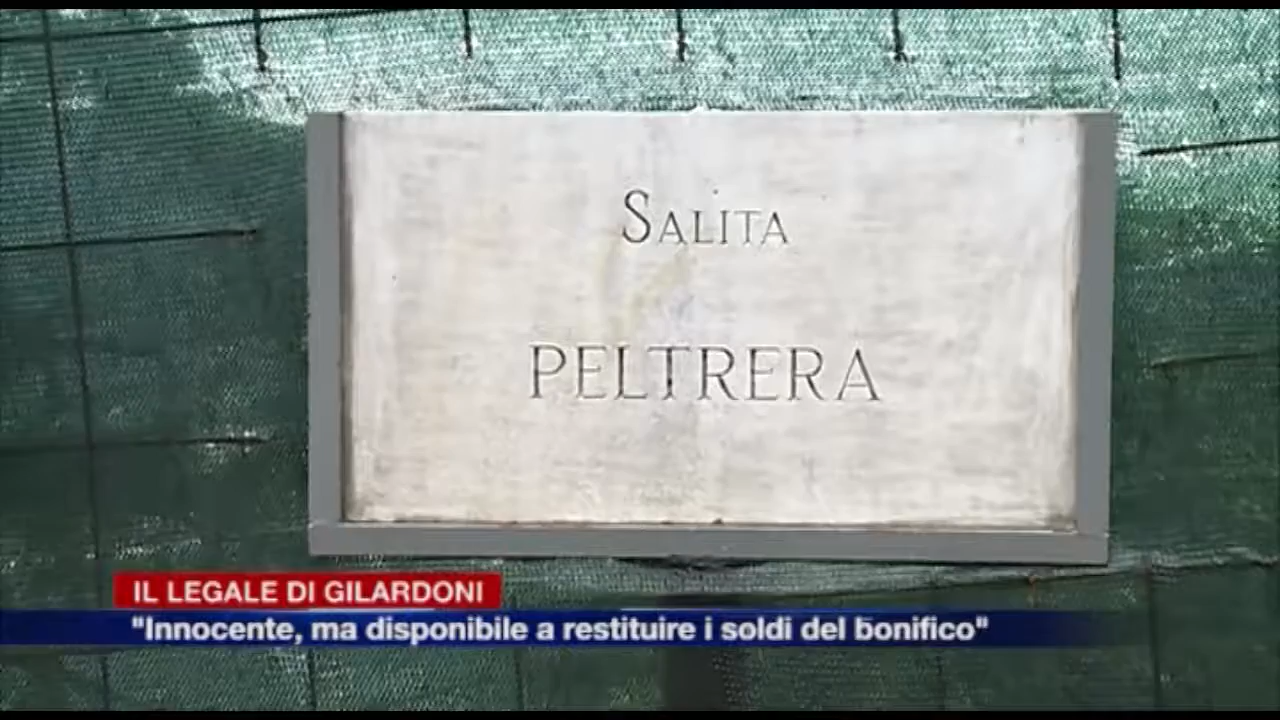 SALITA
PELTRERA
IL LEGALE DI GILARDONI
"Innocente, ma disponibile a restituire i soldi del bonifico"